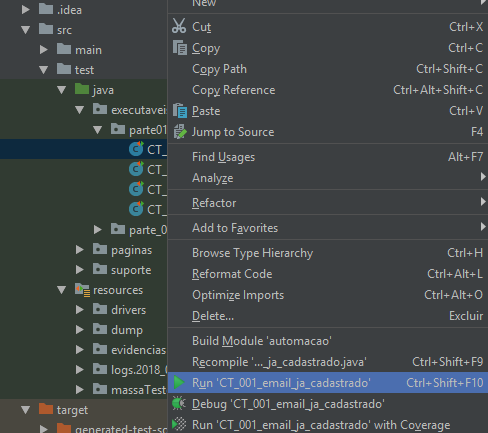 .idea
src
main
test
java
executavei
parte01
CT_
CT_
CT_
CT_
parte_0
paginas
suporte
resources
drivers
dump
evidencias
logs.2018_0
massaTest
target
generated-test-so
New
Cut Ctrl+X
Copy Ctrl+C
Copy Path Ctrl+Shift+C
Copy Reference Ctrl+Alt+Shift+C
Paste Ctrl+V
Jump to Source F4
Find Usages Alt+F7
Analyze
Refactor
Add to Favorites
Browse Type Hierarchy Ctrl+H
Reformat Code Ctrl+Alt+L
Optimize Imports Ctrl+Alt+O
Delete... Excluir
Build Module 'automacao'
Recompile '..._ja_cadastrado.java' Ctrl+Shift+F9
Run 'CT_001_email_ja_cadastrado' Ctrl+Shift+F10
Debug 'CT_001_email_ja_cadastrado'
Run 'CT_001_email_ja_cadastrado' with Coverage